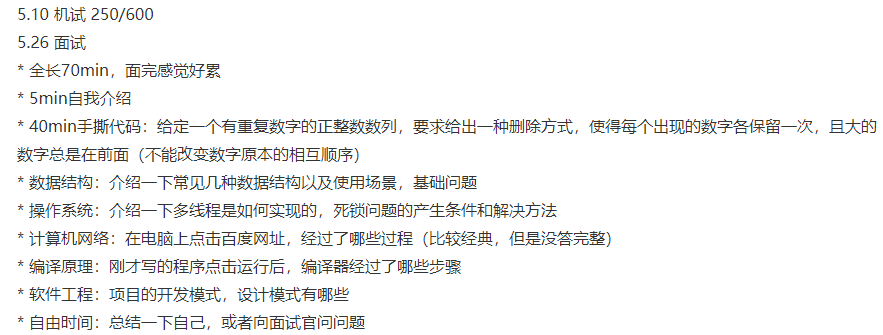 5.10 机试 250/600
5.26 面试
* 全长70min，面完感觉好累
* 5min自我介绍
* 40min手撕代码：给定一个有重复数字的正整数数列，要求给出一种删除方式，使得每个出现的数字各保留一次，且大的
数字总是在前面（不能改变数字原本的相互顺序）
* 数据结构：介绍一下常见几种数据结构以及使用场景，基础问题
* 操作系统：介绍一下多线程是如何实现的，死锁问题的产生条件和解决方法
* 计算机网络：在电脑上点击百度网址，经过了哪些过程（比较经典，但是没答完整）
* 编译原理：刚才写的程序点击运行后，编译器经过了哪些步骤
* 软件工程：项目的开发模式，设计模式有哪些
* 自由时间：总结一下自己，或者向面试官问问题